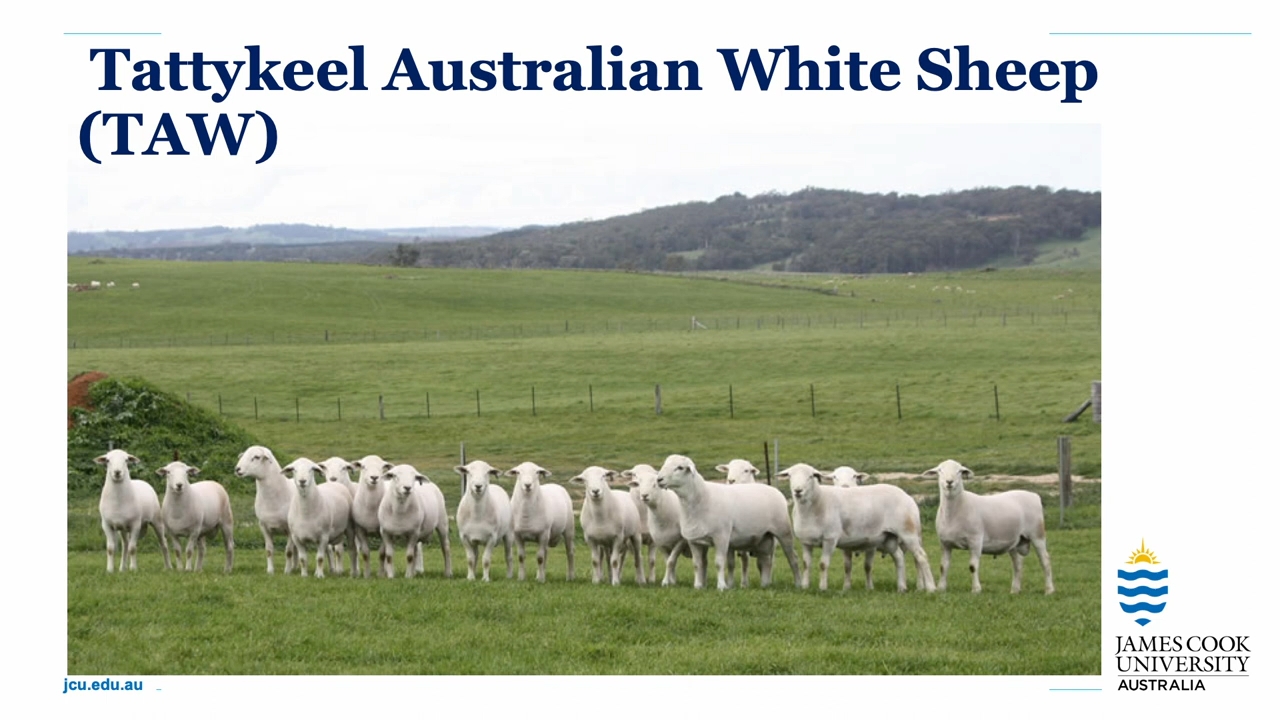 Tattykeel Australian White Sheep
(TAW)
jcu.edu.au
JAMES COOK
UNIVERSITY
AUSTRALIA